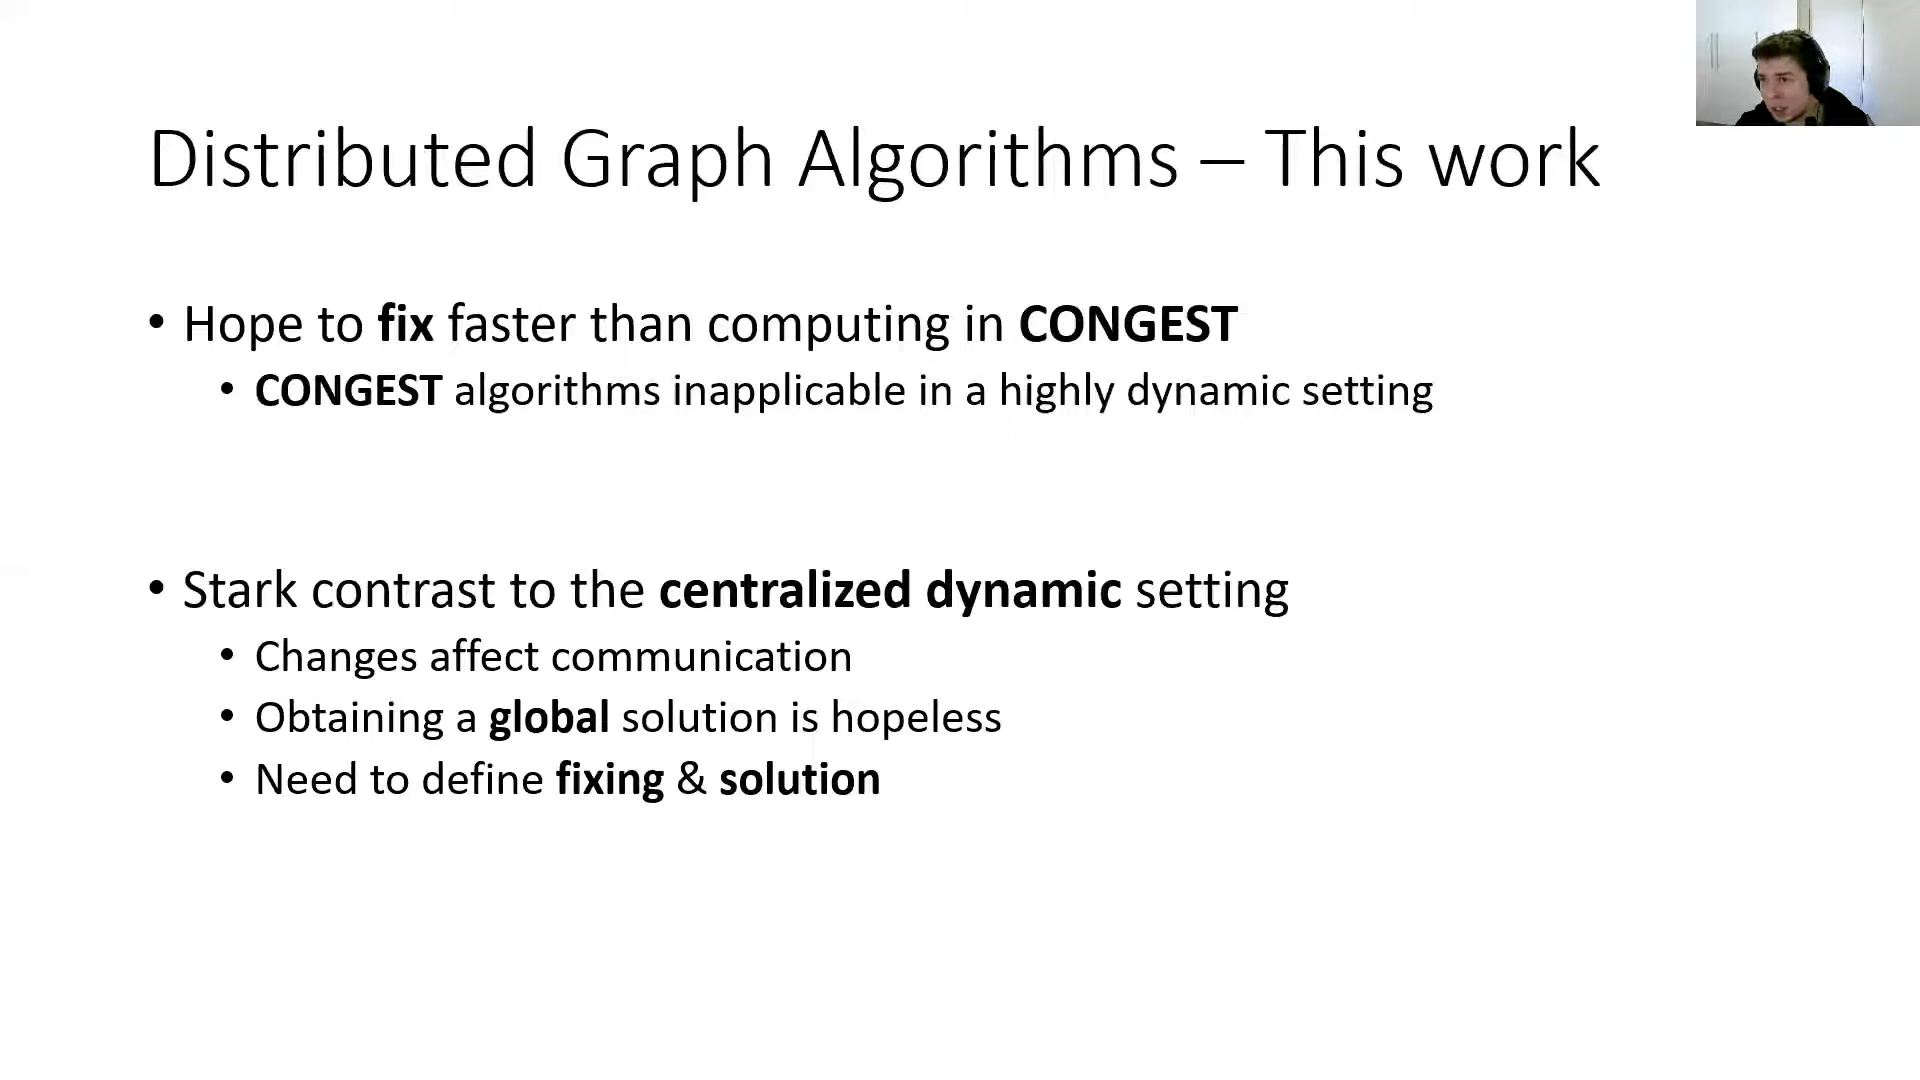 Distributed Graph Algorithms – This work
• Hope to fix faster than computing in CONGEST
• CONGEST algorithms inapplicable in a highly dynamic setting
• Stark contrast to the centralized dynamic setting
• Changes affect communication
• Obtaining a global solution is hopeless
• Need to define fixing & solution